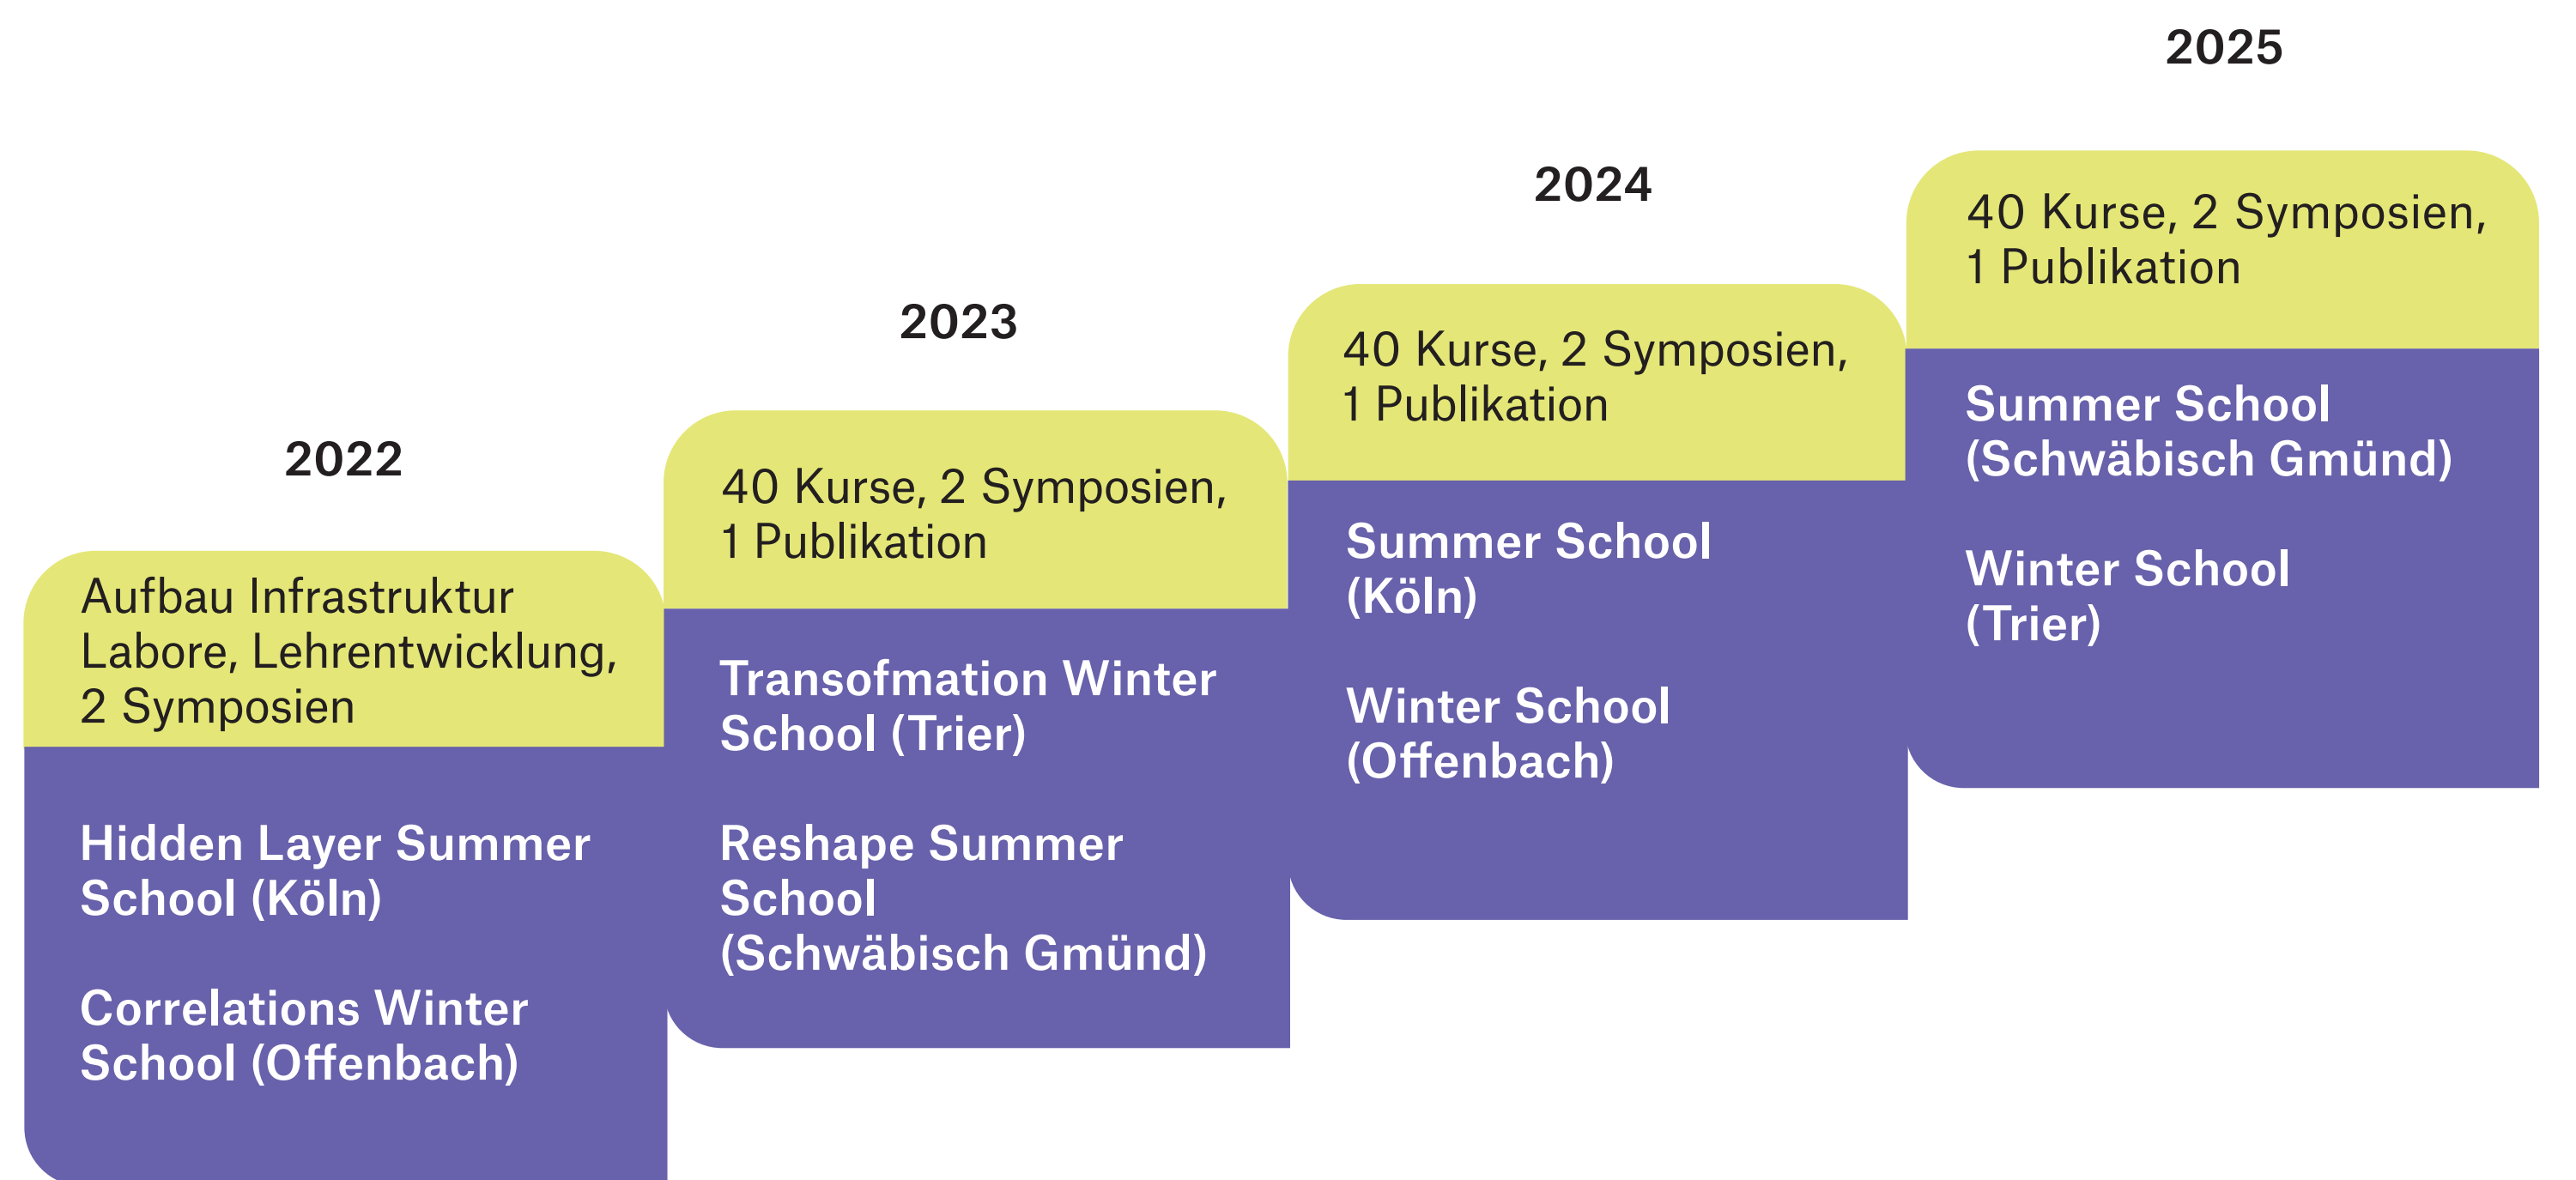 2022
Aufbau Infrastruktur
Labore, Lehrentwicklung,
2 Symposien
Hidden Layer Summer
School (Köln)
Correlations Winter
School (Offenbach)
2023
40 Kurse, 2 Symposien,
1 Publikation
Transofmation Winter
School (Trier)
Reshape Summer
School
(Schwäbisch Gmünd)
2024
40 Kurse, 2 Symposien,
1 Publikation
Summer School
(Köln)
Winter School
(Offenbach)
2025
40 Kurse, 2 Symposien,
1 Publikation
Summer School
(Schwäbisch Gmünd)
Winter School
(Trier)